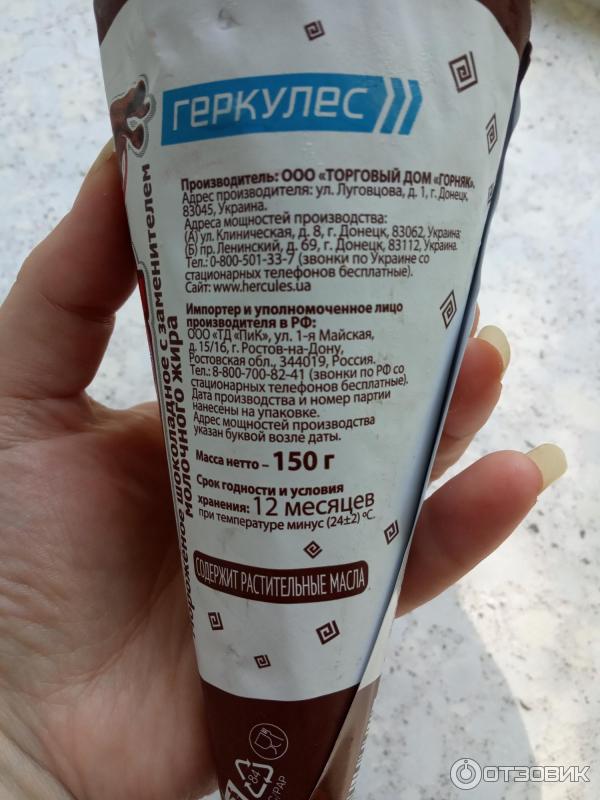 ГЕРКУЛЕС
Производитель: ООО «ТОРГОВЫЙ ДОМ «ГОРНЯК».
Адрес производителя: ул. Луговцова, д. 1, г. Донецк,
83045, Украина.
Адреса мощностей производства:
(А) ул. Клиническая, д. 8, г. Донецк, 83062, Украина;
(Б) пр. Ленинский, д. 69, г. Донецк, 83112, Украина.
Тел.: 0-800-501-33-7 (звонки по Украине со
стационарных телефонов бесплатные).
Сайт: www.hercules.ua
Импортер и уполномоченное лицо
производителя в РФ:
ООО «ТД «ПиК», ул. 1-я Майская,
д. 15/16, г. Ростов-на-Дону,
Ростовская обл., 344019, Россия.
Тел.: 8-800-700-82-41 (звонки по РФ со
стационарных телефонов бесплатные).
Дата производства и номер партии
нанесены на упаковке.
Адрес мощностей производства
указан буквой возле даты.
Масса нетто – 150 г
Срок годности и условия
хранения: 12 месяцев
при температуре минус (24±2) ºС.
СОДЕРЖИТ РАСТИТЕЛЬНЫЕ МАСЛА
мороженое шоколадное с заменителем
молочного жира
84
C/PAP
ОТЗОВИК